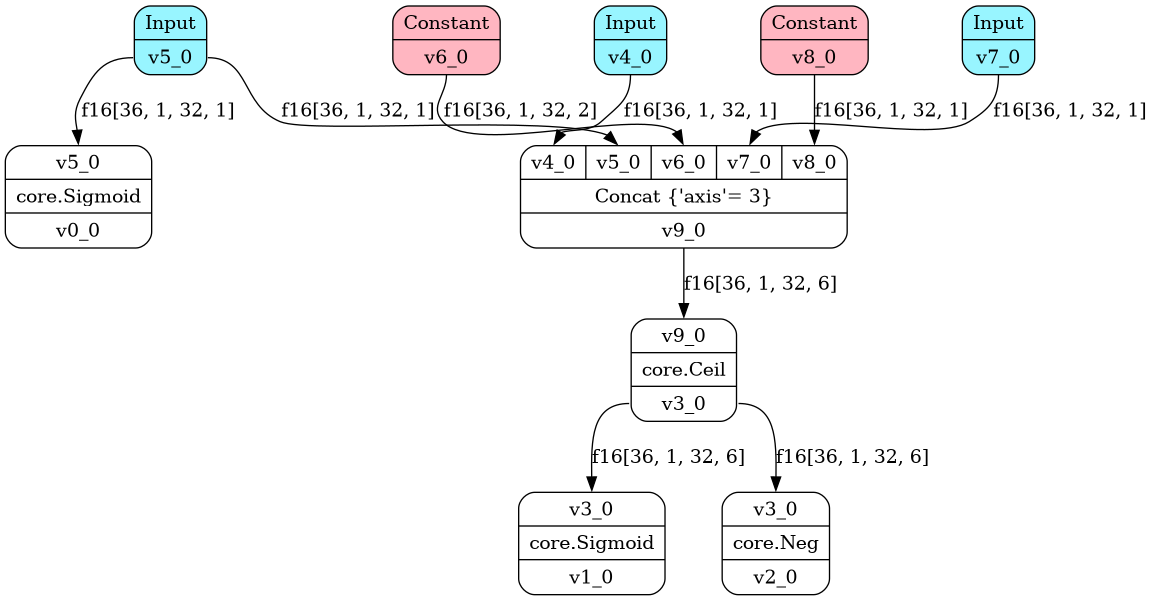 Input
v5_0
Constant
v6_0
Input
v4_0
Constant
v8_0
Input
v7_0
f16[36, 1, 32, 1]
f16[36, 1, 32, 1]
f16[36, 1, 32, 2]
f16[36, 1, 32, 1]
f16[36, 1, 32, 1]
f16[36, 1, 32, 1]
v5_0
core.Sigmoid
v0_0
v4_0 v5_0 v6_0 v7_0 v8_0
Concat {'axis'= 3}
v9_0
f16[36, 1, 32, 6]
v9_0
core.Ceil
v3_0
f16[36, 1, 32, 6]
f16[36, 1, 32, 6]
v3_0
core.Sigmoid
v1_0
v3_0
core.Neg
v2_0